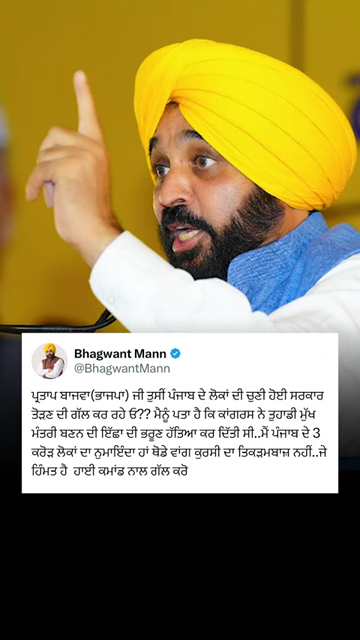 Bhagwant Mann
@BhagwantMann
ਪ੍ਰਤਾਪ ਬਾਜਵਾ(ਭਾਜਪਾ) ਜੀ ਤੁਸੀਂ ਪੰਜਾਬ ਦੇ ਲੋਕਾਂ ਦੀ ਚੁਣੀ ਹੋਈ ਸਰਕਾਰ
ਤੋੜਣ ਦੀ ਗੱਲ ਕਰ ਰਹੇ ਓ?? ਮੈਨੂੰ ਪਤਾ ਹੈ ਕਿ ਕਾਂਗਰਸ ਨੇ ਤੁਹਾਡੀ ਮੁੱਖ
ਮੰਤਰੀ ਬਣਨ ਦੀ ਇੱਛਾ ਦੀ ਭਰੂਣ ਹੱਤਿਆ ਕਰ ਦਿੱਤੀ ਸੀ..ਮੈਂ ਪੰਜਾਬ ਦੇ 3
ਕਰੋੜ ਲੋਕਾਂ ਦਾ ਨੁਮਾਇੰਦਾ ਹਾਂ ਥੋਡੇ ਵਾਂਗ ਕੁਰਸੀ ਦਾ ਤਿਕੜਮਬਾਜ਼ ਨਹੀਂ..ਜੇ
ਹਿੰਮਤ ਹੈ  ਹਾਈ ਕਮਾਂਡ ਨਾਲ ਗੱਲ ਕਰੋ